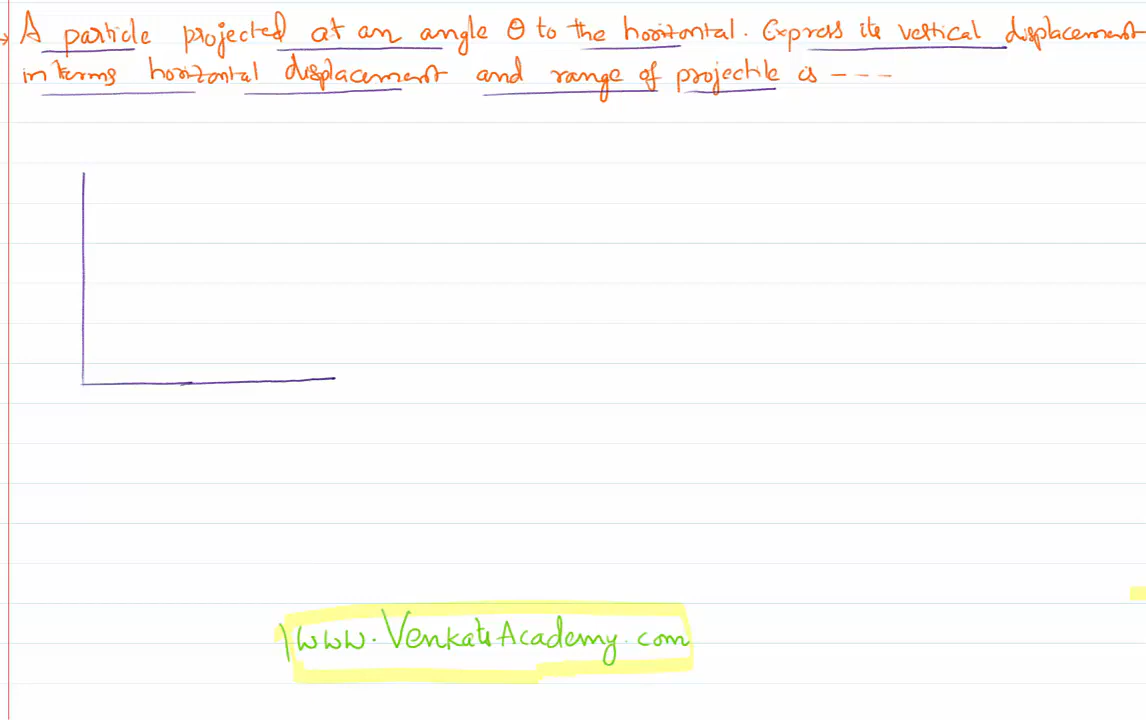 → A particle projected at an angle θ to the horizontal. Express its vertical displacement
in terms horizontal displacement and range of projectile is ---
www.VenkatsAcademy.com